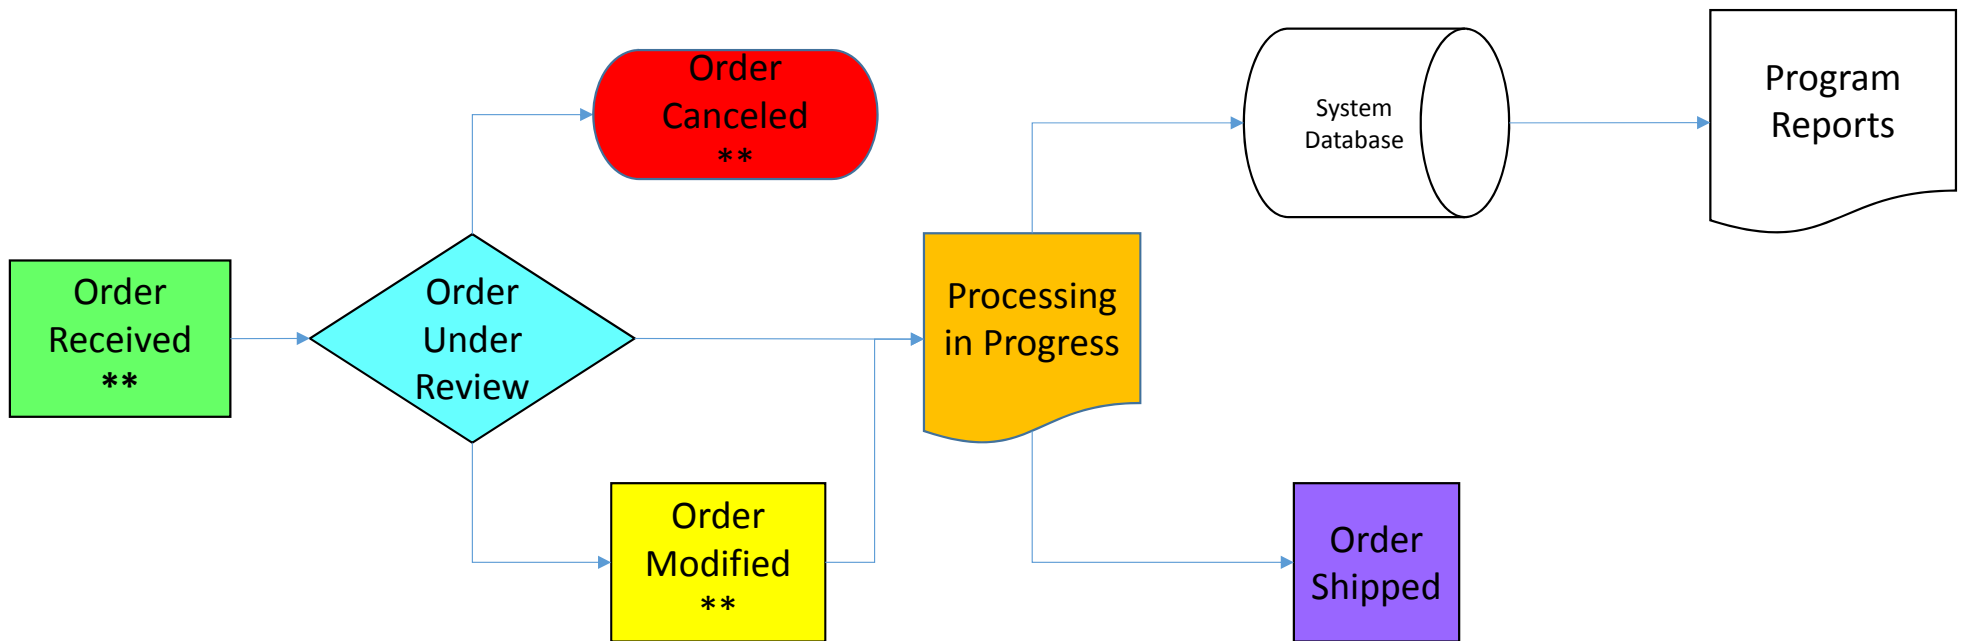 Order
Canceled
**
System
Database
Program
Reports
Order
Received
**
Order
Under
Review
Processing
in Progress
Order
Modified
**
Order
Shipped